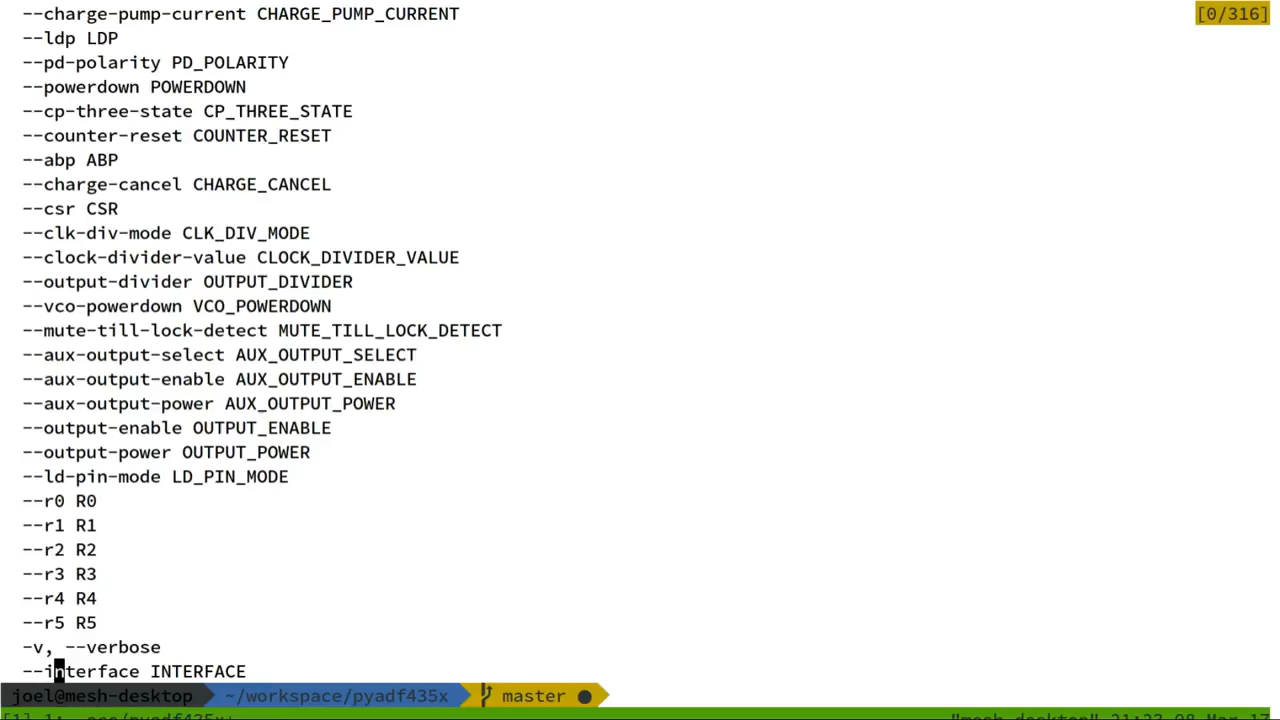 --charge-pump-current CHARGE_PUMP_CURRENT [0/316]
--ldp LDP
--pd-polarity PD_POLARITY
--powerdown POWERDOWN
--cp-three-state CP_THREE_STATE
--counter-reset COUNTER_RESET
--abp ABP
--charge-cancel CHARGE_CANCEL
--csr CSR
--clk-div-mode CLK_DIV_MODE
--clock-divider-value CLOCK_DIVIDER_VALUE
--output-divider OUTPUT_DIVIDER
--vco-powerdown VCO_POWERDOWN
--mute-till-lock-detect MUTE_TILL_LOCK_DETECT
--aux-output-select AUX_OUTPUT_SELECT
--aux-output-enable AUX_OUTPUT_ENABLE
--aux-output-power AUX_OUTPUT_POWER
--output-enable OUTPUT_ENABLE
--output-power OUTPUT_POWER
--ld-pin-mode LD_PIN_MODE
--r0 R0
--r1 R1
--r2 R2
--r3 R3
--r4 R4
--r5 R5
-v, --verbose
--interface INTERFACE
joel@mesh-desktop ~/workspace/pyadf435x master ●